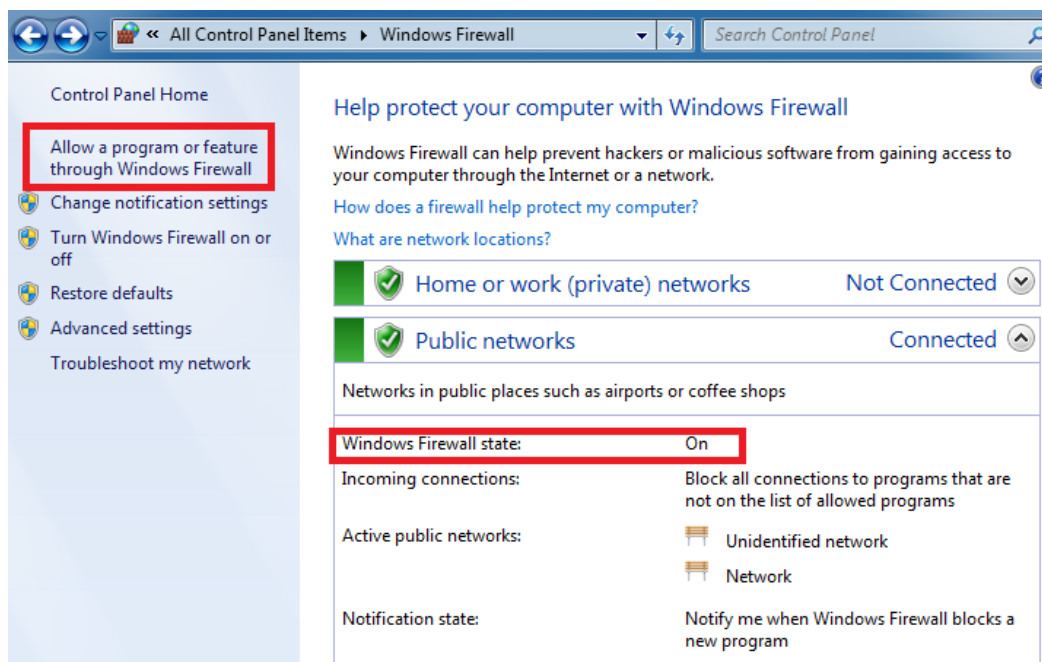 « All Control Panel Items ▸ Windows Firewall
Search Control Panel
Control Panel Home
Allow a program or feature
through Windows Firewall
Change notification settings
Turn Windows Firewall on or
off
Restore defaults
Advanced settings
Troubleshoot my network
Help protect your computer with Windows Firewall
Windows Firewall can help prevent hackers or malicious software from gaining access to
your computer through the Internet or a network.
How does a firewall help protect my computer?
What are network locations?
Home or work (private) networks Not Connected
Public networks Connected
Networks in public places such as airports or coffee shops
Windows Firewall state: On
Incoming connections: Block all connections to programs that are
not on the list of allowed programs
Active public networks: Unidentified network
Network
Notification state: Notify me when Windows Firewall blocks a
new program